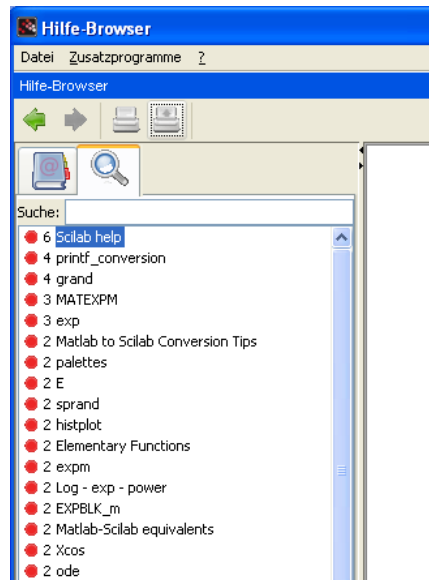 Hilfe-Browser
Datei Zusatzprogramme ?
Hilfe-Browser
@
Suche:
6 Scilab help
4 printf_conversion
4 grand
3 MATEXPM
3 exp
2 Matlab to Scilab Conversion Tips
2 palettes
2 E
2 sprand
2 histplot
2 Elementary Functions
2 expm
2 Log - exp - power
2 EXPBLK_m
2 Matlab-Scilab equivalents
2 Xcos
2 ode